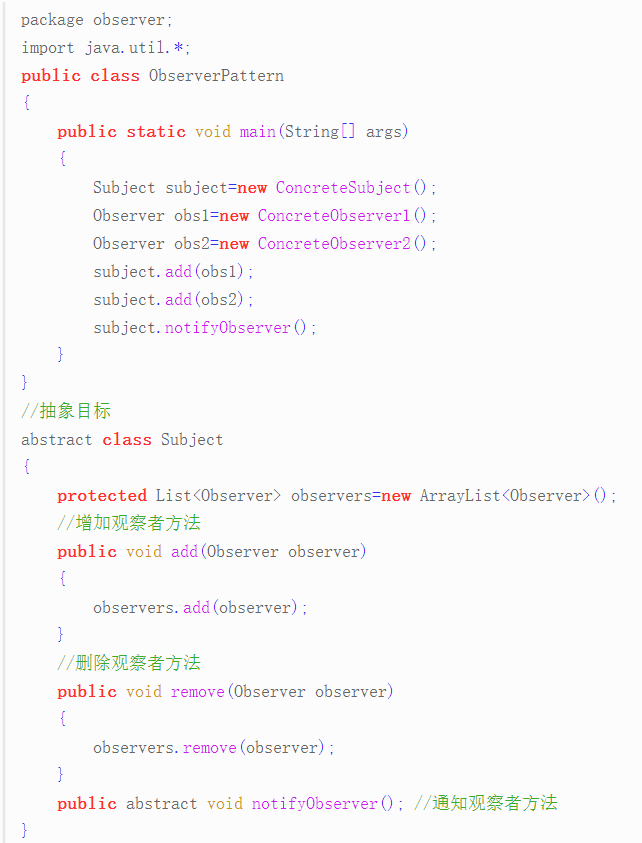 package observer;
import java.util.*;
public class ObserverPattern
{
    public static void main(String[] args)
    {
        Subject subject=new ConcreteSubject();
        Observer obs1=new ConcreteObserver1();
        Observer obs2=new ConcreteObserver2();
        subject.add(obs1);
        subject.add(obs2);
        subject.notifyObserver();
    }
}
//抽象目标
abstract class Subject
{
    protected List<Observer> observers=new ArrayList<Observer>();
    //增加观察者方法
    public void add(Observer observer)
    {
        observers.add(observer);
    }
    //删除观察者方法
    public void remove(Observer observer)
    {
        observers.remove(observer);
    }
    public abstract void notifyObserver(); //通知观察者方法
}